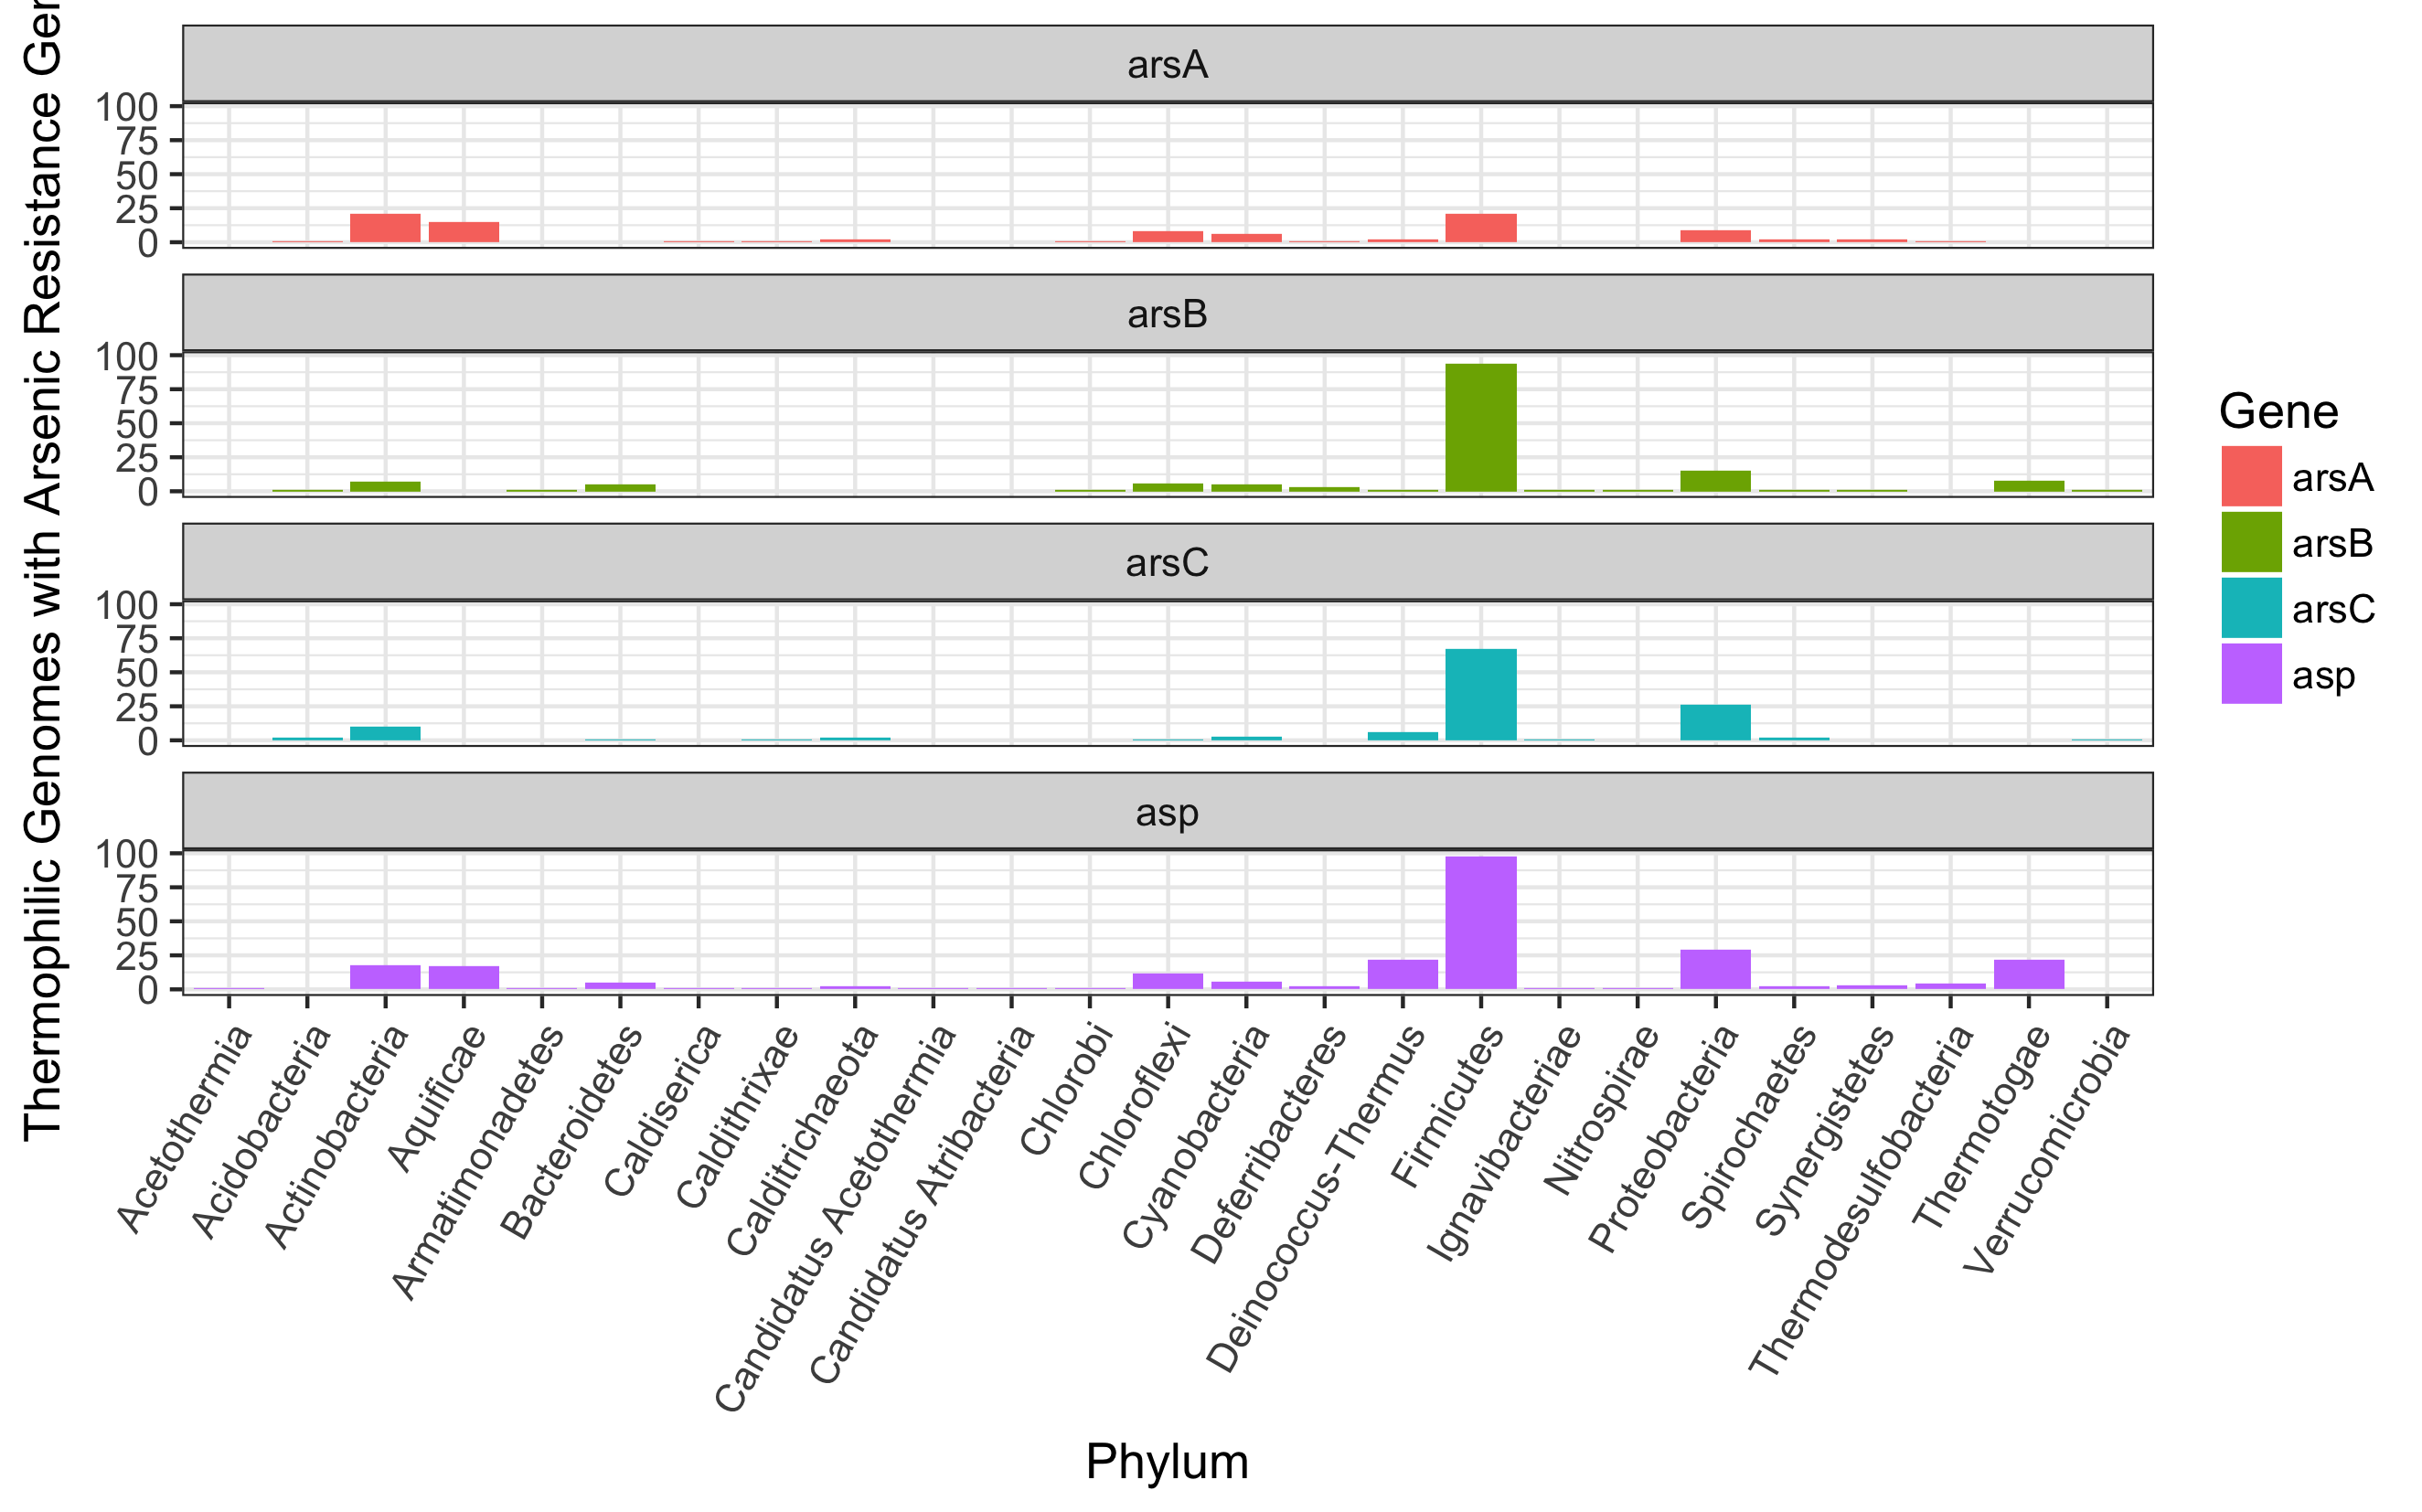 Thermophilic Genomes with Arsenic Resistance
arsA
100
75
50
25
0
arsB
100
75
50
25
0
arsC
100
75
50
25
0
asp
100
75
50
25
0
Acetothermia
Acidobacteria
Actinobacteria
Aquificae
Armatimonadetes
Bacteroidetes
Caldiserica
Caldithrixae
Calditrichaeota
Candidatus Acetothermia
Candidatus Atribacteria
Chlorobi
Chloroflexi
Cyanobacteria
Deferribacteres
Deinococcus-Thermus
Firmicutes
Ignavibacteriae
Nitrospirae
Proteobacteria
Spirochaetes
Synergistetes
Thermodesulfobacteria
Thermotogae
Verrucomicrobia
Phylum
Gene
arsA
arsB
arsC
asp